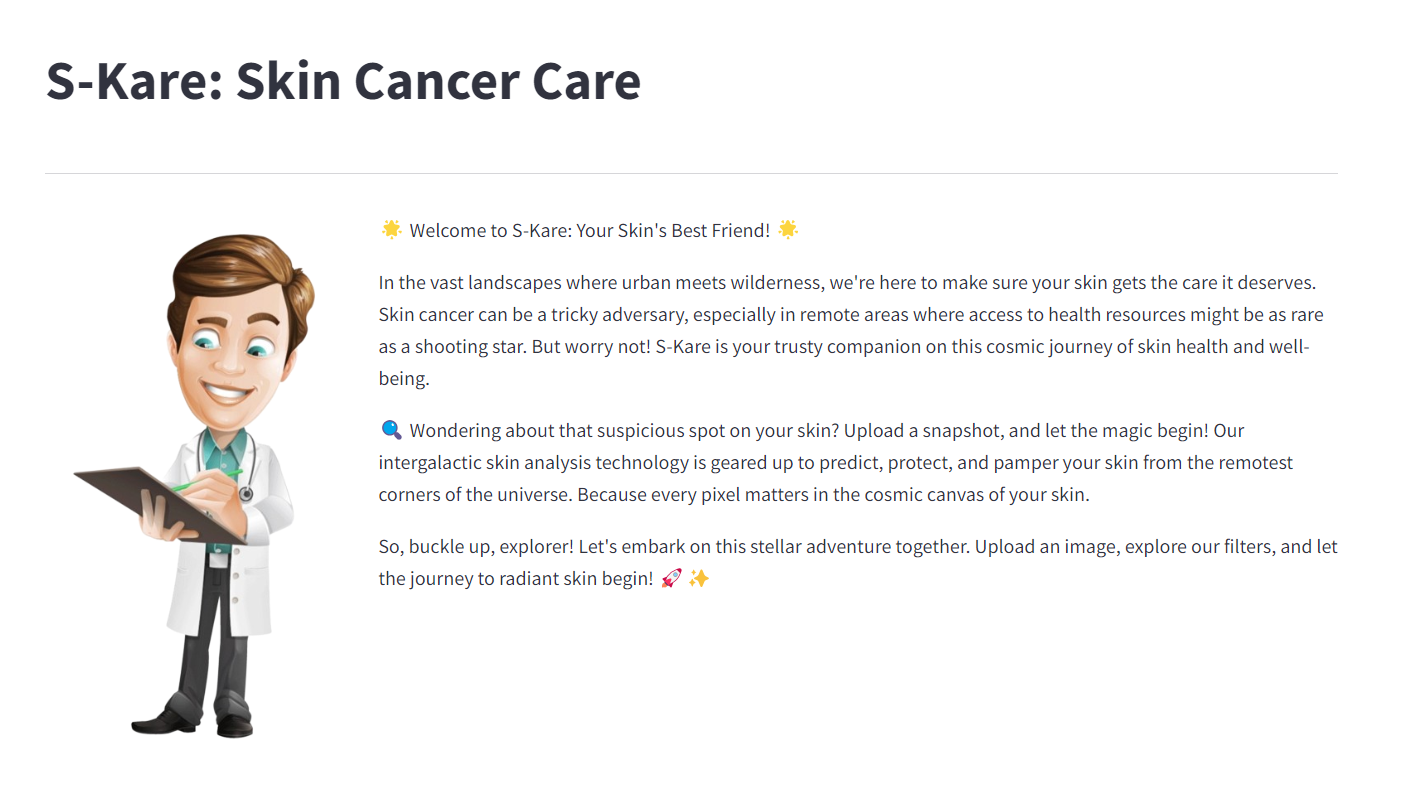 S-Kare: Skin Cancer Care
🌟 Welcome to S-Kare: Your Skin's Best Friend! 🌟
In the vast landscapes where urban meets wilderness, we're here to make sure your skin gets the care it deserves.
Skin cancer can be a tricky adversary, especially in remote areas where access to health resources might be as rare
as a shooting star. But worry not! S-Kare is your trusty companion on this cosmic journey of skin health and well-
being.
🔍 Wondering about that suspicious spot on your skin? Upload a snapshot, and let the magic begin! Our
intergalactic skin analysis technology is geared up to predict, protect, and pamper your skin from the remotest
corners of the universe. Because every pixel matters in the cosmic canvas of your skin.
So, buckle up, explorer! Let's embark on this stellar adventure together. Upload an image, explore our filters, and let
the journey to radiant skin begin! 🚀 ✨